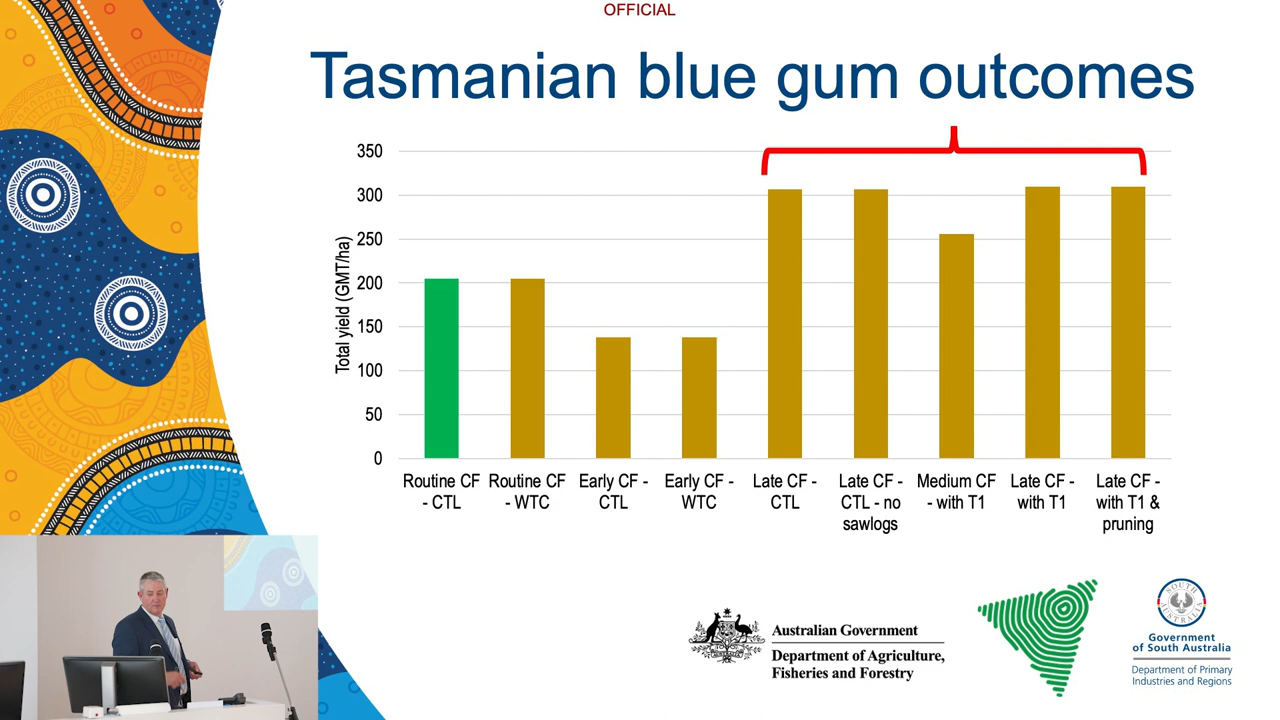 OFFICIAL
Tasmanian blue gum outcomes
Total yield (GMT/ha)
350
300
250
200
150
100
50
0
Routine CF
- CTL
Routine CF
- WTC
Early CF -
CTL
Early CF -
WTC
Late CF -
CTL
Late CF -
CTL - no
sawlogs
Medium CF
- with T1
Late CF -
with T1
Late CF -
with T1 &
pruning
Australian Government
Department of Agriculture,
Fisheries and Forestry
SOUTH
AUSTRALIA
Government
of South Australia
Department of Primary
Industries and Regions